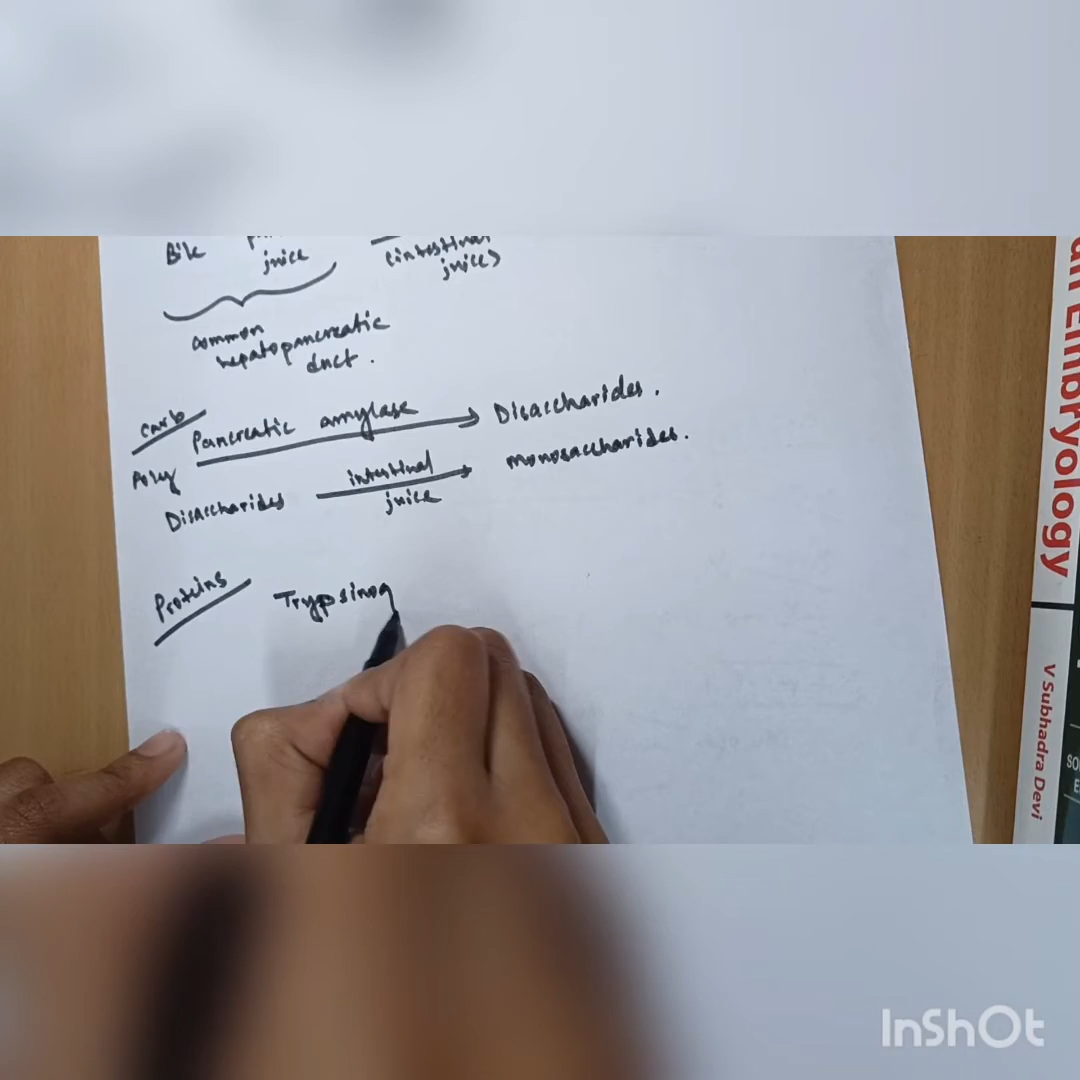 Bile
juice
(intestinal
juice)
common
hepatopancreatic
duct.
carb
Pancreatic amylase
Disaccharides.
Poly
Disaccharides
intestinal
juice
monosaccharides.
Proteins
Trypsinog
Embryology
V Subhadra Devi
InShOt